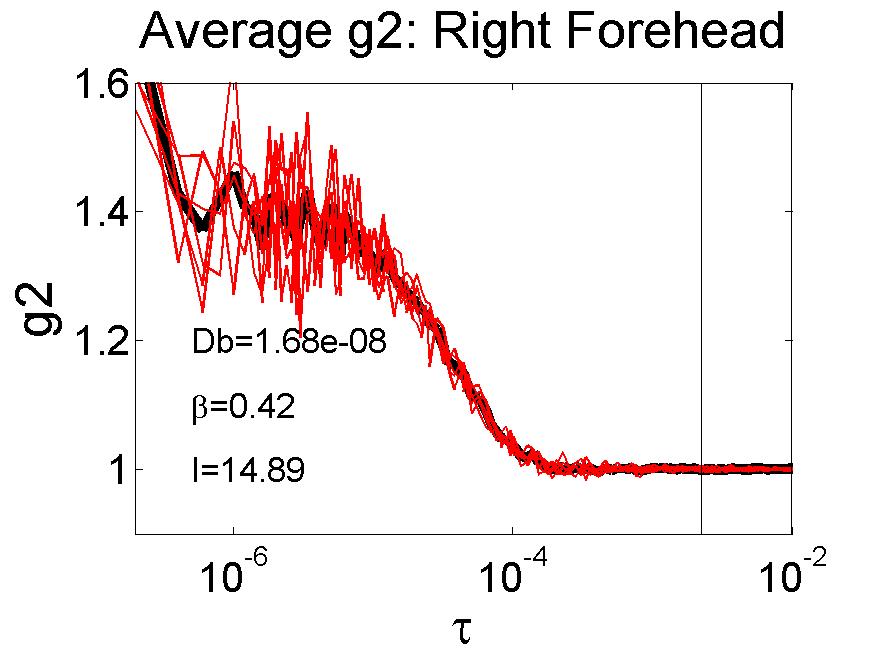 Average g2: Right Forehead
1.6
1.4
1.2
1
g2
Db=1.68e-08
β=0.42
I=14.89
10^-6
10^-4
10^-2
τ